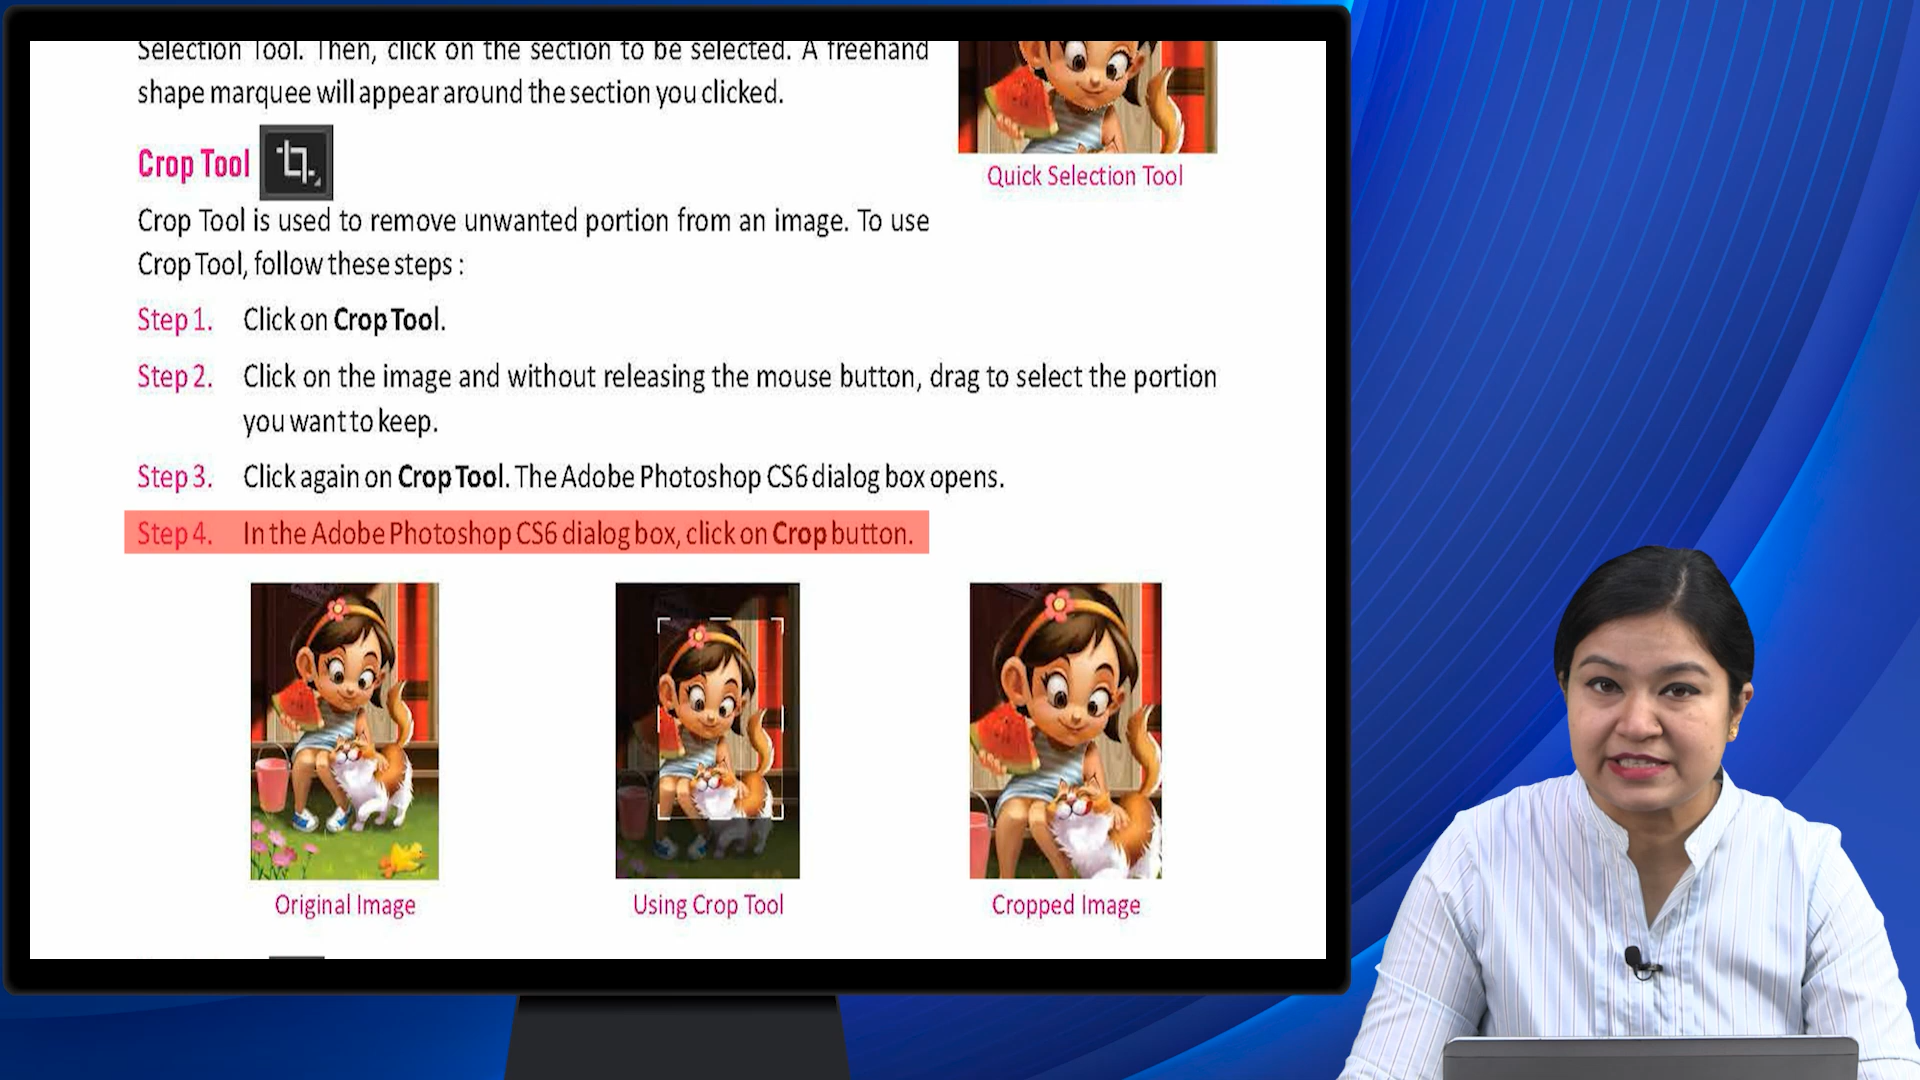 Selection Tool. Then, click on the section to be selected. A freehand
shape marquee will appear around the section you clicked.
Quick Selection Tool
Crop Tool
Crop Tool is used to remove unwanted portion from an image. To use
Crop Tool, follow these steps :
Step 1. Click on Crop Tool.
Step 2. Click on the image and without releasing the mouse button, drag to select the portion
you want to keep.
Step 3. Click again on Crop Tool. The Adobe Photoshop CS6 dialog box opens.
Step 4. In the Adobe Photoshop CS6 dialog box, click on Crop button.
Original Image
Using Crop Tool
Cropped Image